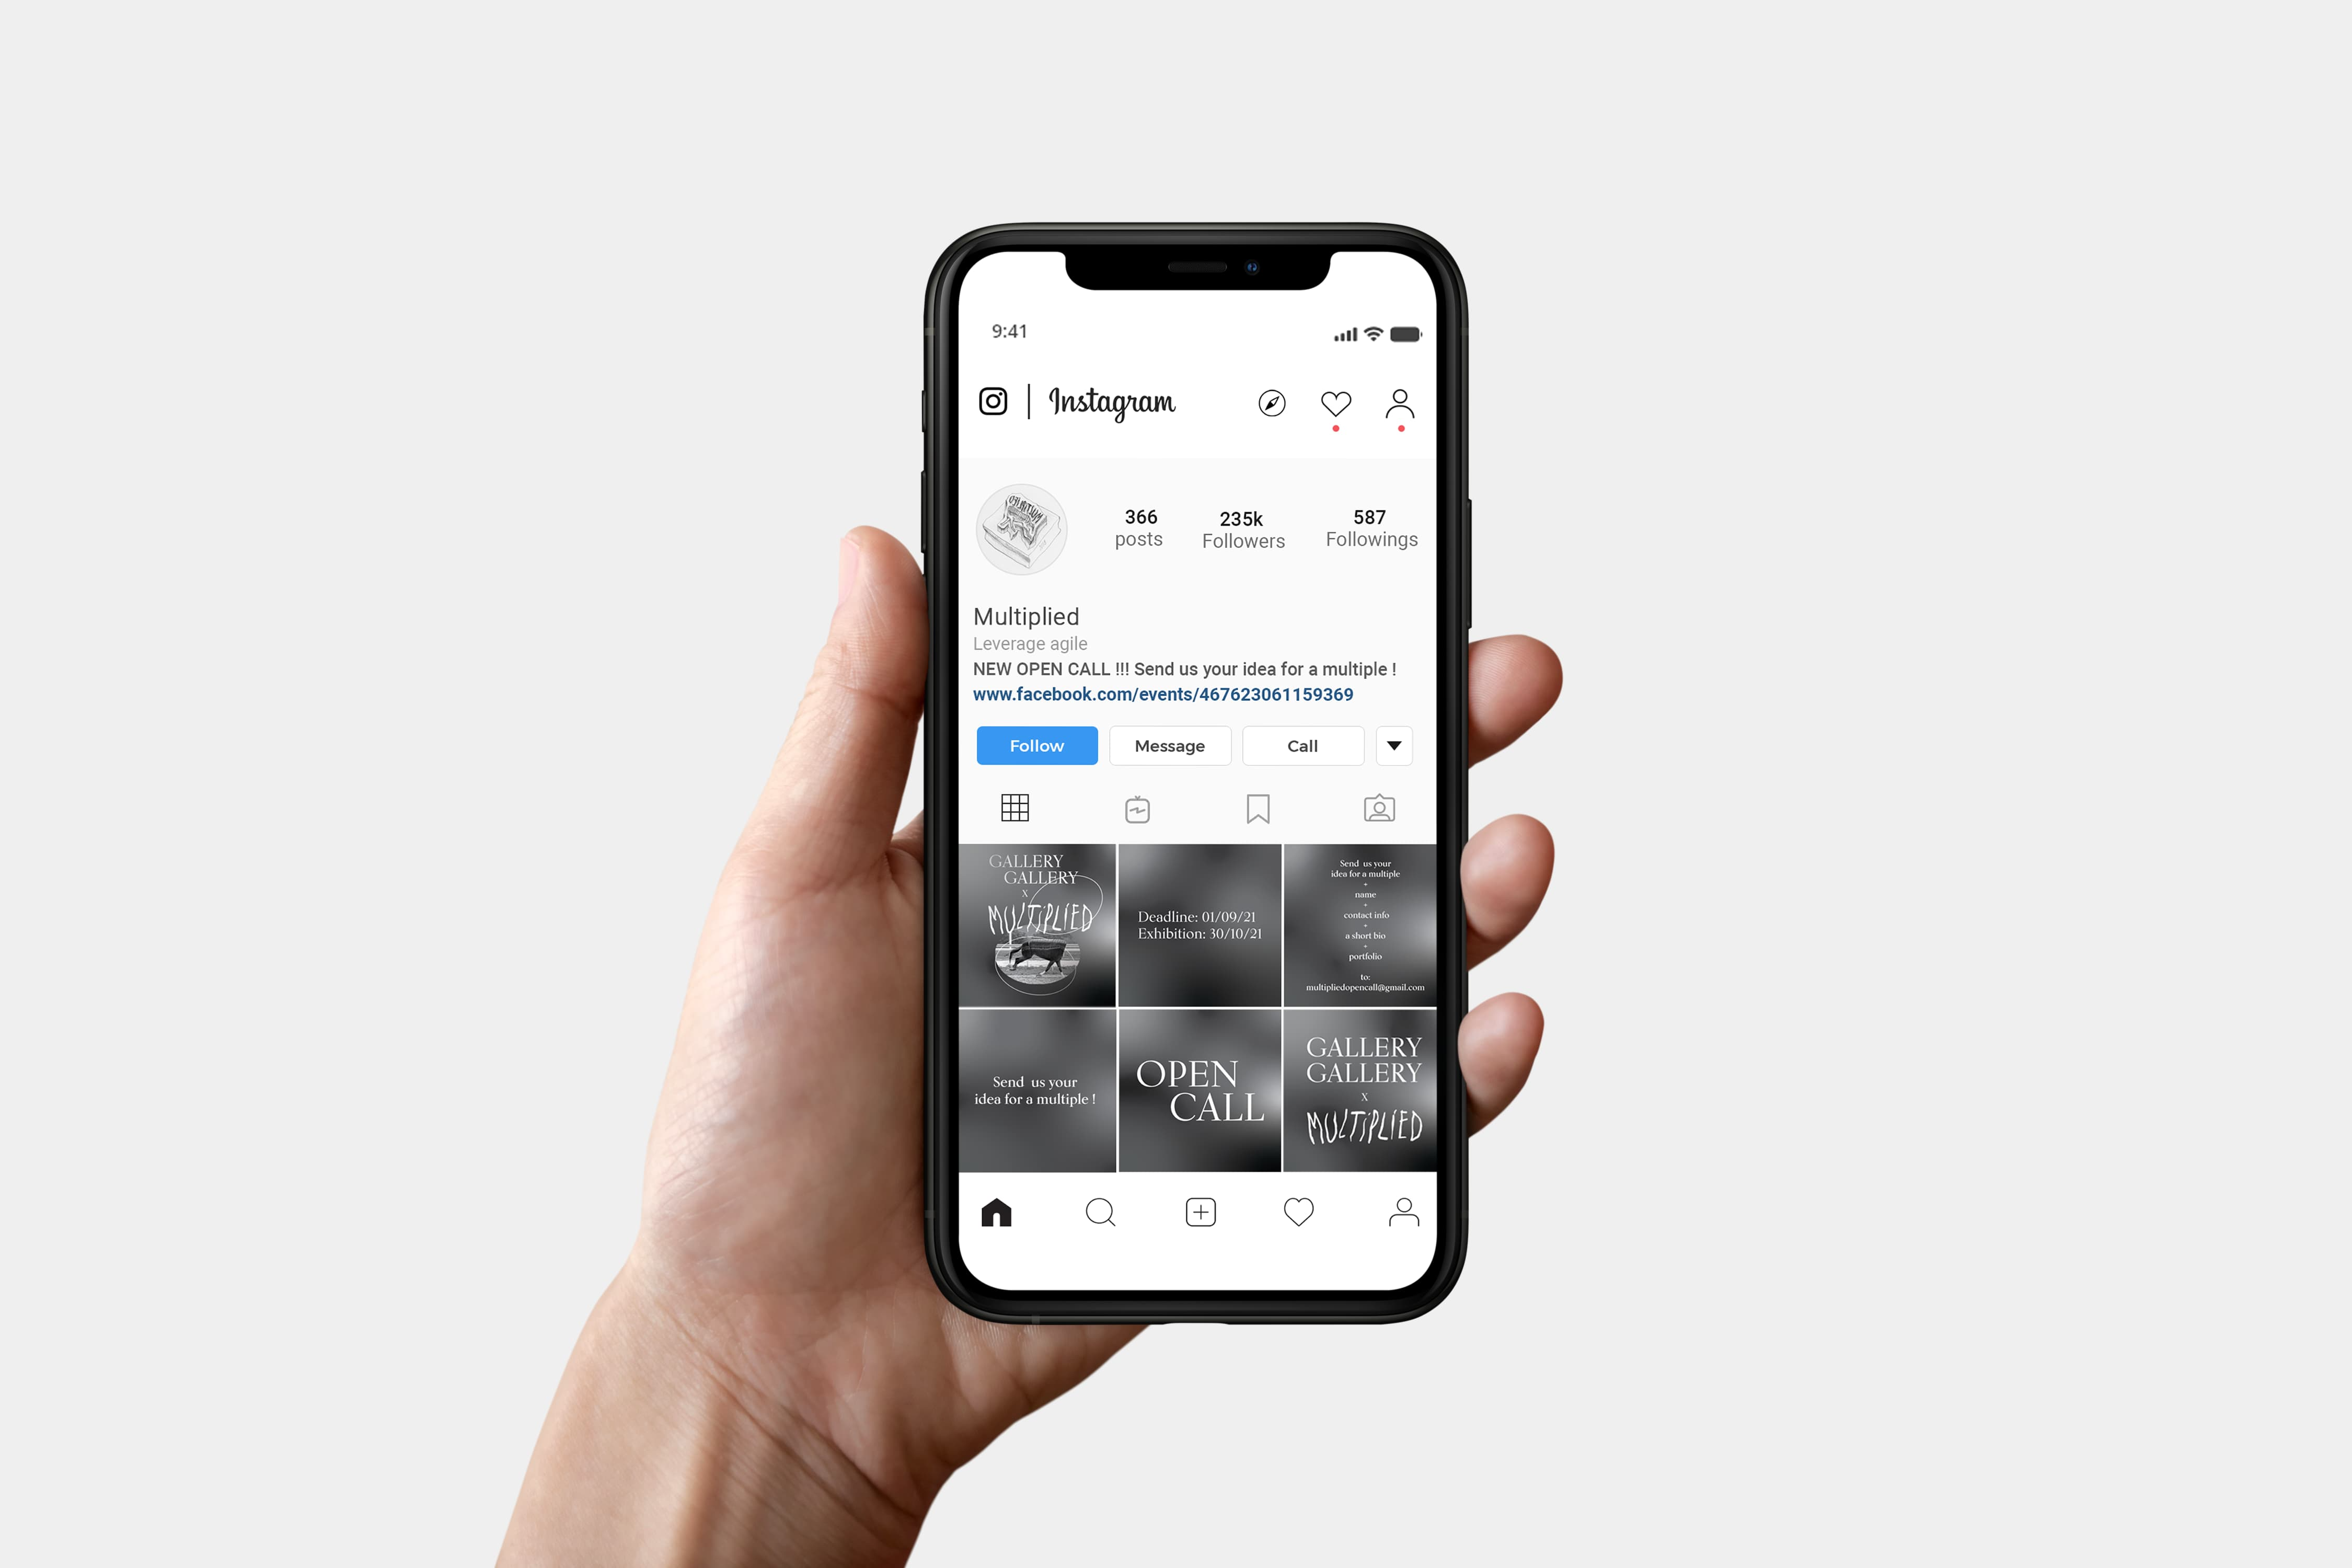 9:41
Instagram
366
posts
235k
Followers
587
Followings
Multiplied
Leverage agile
NEW OPEN CALL !!! Send us your idea for a multiple !
www.facebook.com/events/467623061159369
Follow
Message
Call
GALLERY
GALLERY
X
MULTiPLiED
Deadline: 01/09/21
Exhibition: 30/10/21
Send us your
idea for a multiple
+
name
+
contact info
+
a short bio
+
portfolio
to:
multipliedopencall@gmail.com
Send us your
idea for a multiple !
OPEN
CALL
GALLERY
GALLERY
X
MULTiPLiED